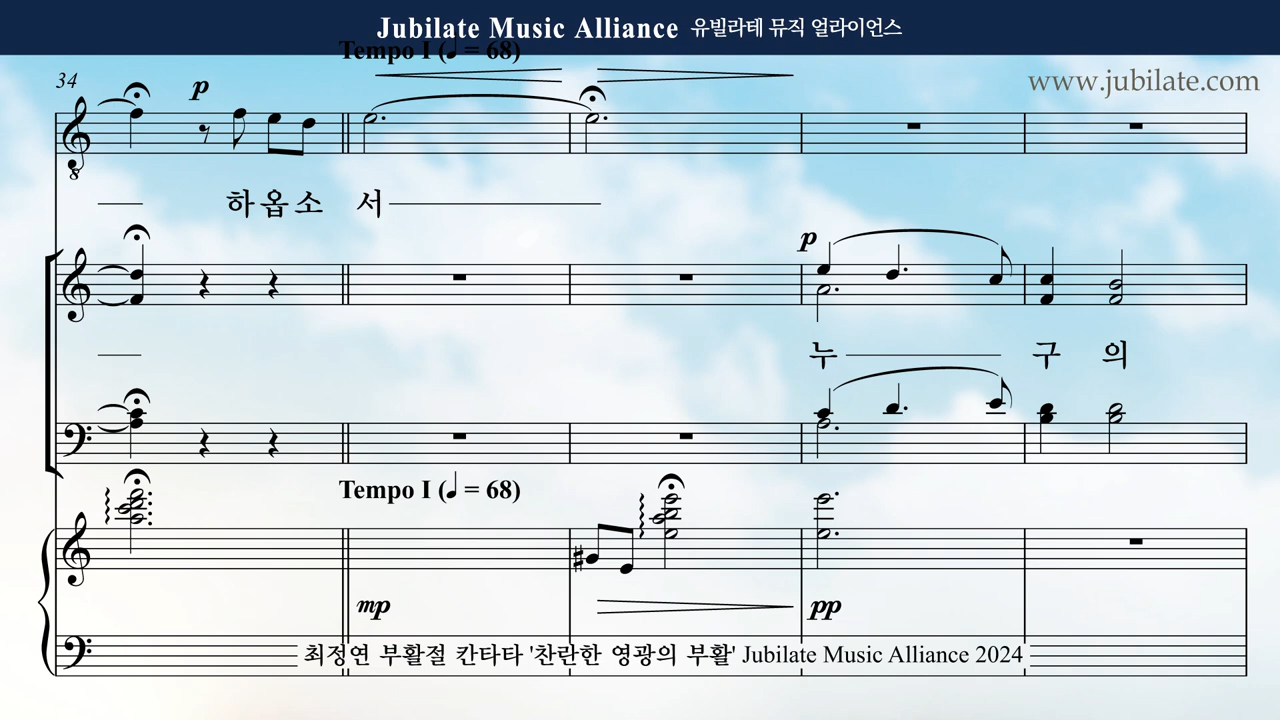 Jubilate Music Alliance 유빌라테 뮤직 얼라이언스
Tempo I (♩ = 68)
www.jubilate.com
34
p
8
하 옵 소 서
p
누 구 의
Tempo I (♩ = 68)
mp
pp
최정연 부활절 칸타타 '찬란한 영광의 부활' Jubilate Music Alliance 2024